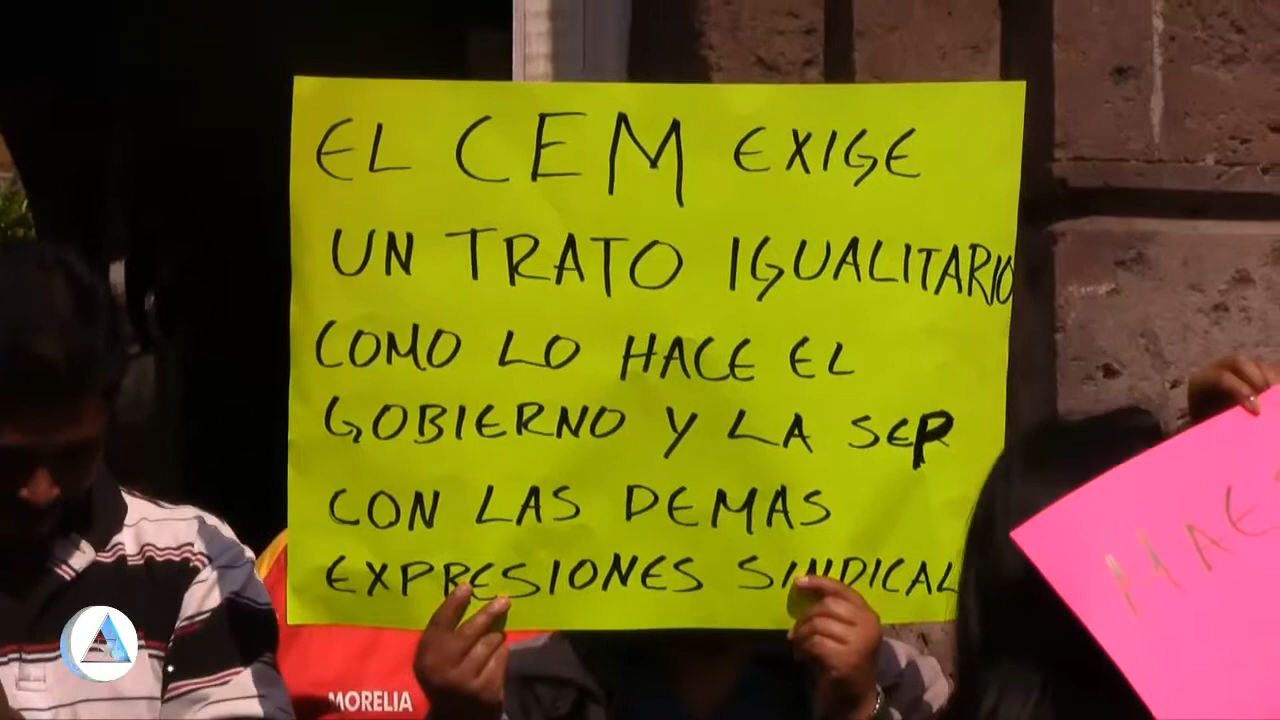 EL CEM EXIGE
UN TRATO IGUALITARIO
COMO LO HACE EL
GOBIERNO Y LA SEP
CON LAS DEMAS
EXPRESIONES SINDICAL
MORELIA